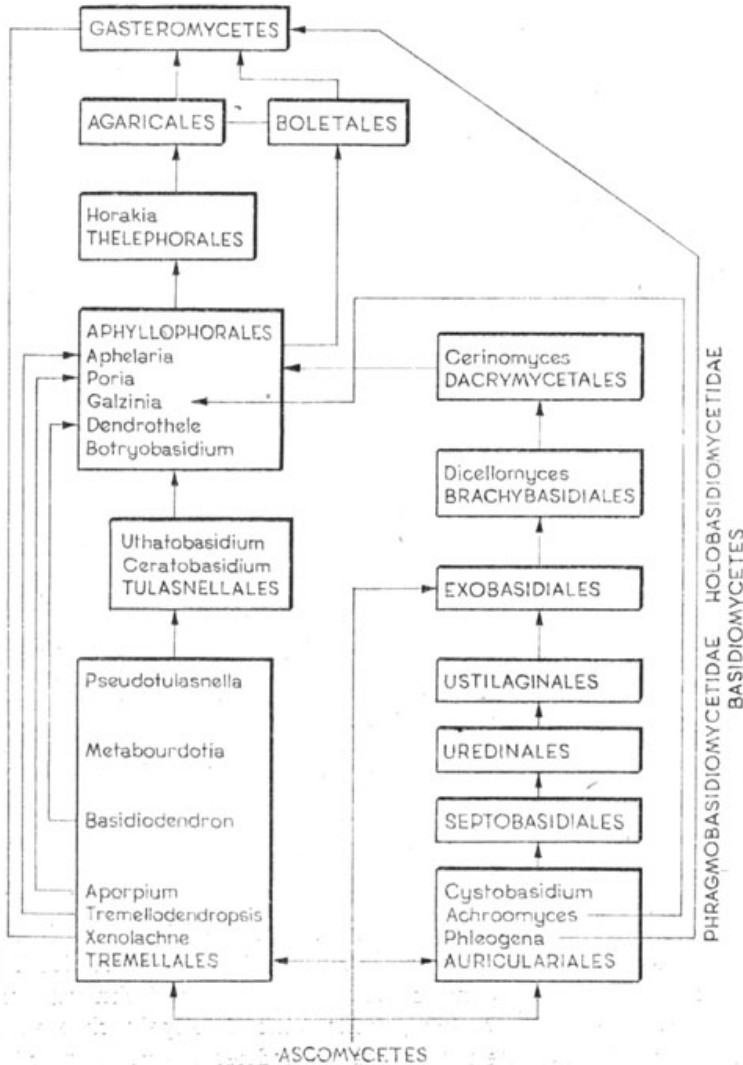 GASTEROMYCETES
AGARICALES
BOLETALES
Horakia
THELEPHORALES
APHYLLOPHORALES
Aphelaria
Poria
Galzinia
Dendrothele
Botryobasidium
Cerinomyces
DACRYMYCETALES
Dicellomyces
BRACHYBASIDIALES
Uthatobasidium
Ceratobasidium
TULASNELLALES
EXOBASIDIALES
Pseudotulasnella
Metabourdotia
Basidiodendron
Aporpium
Tremellodendropsis
Xenolachne
TREMELLALES
USTILAGINALES
UREDINALES
SEPTOBASIDIALES
Cystobasidium
Achroomyces
Phleogena
AURICULARIALES
ASCOMYCETES
PHRAGMOBASIDIOMYCETIDAE HOLOBASIDIOMYCETIDAE
BASIDIOMYCETES